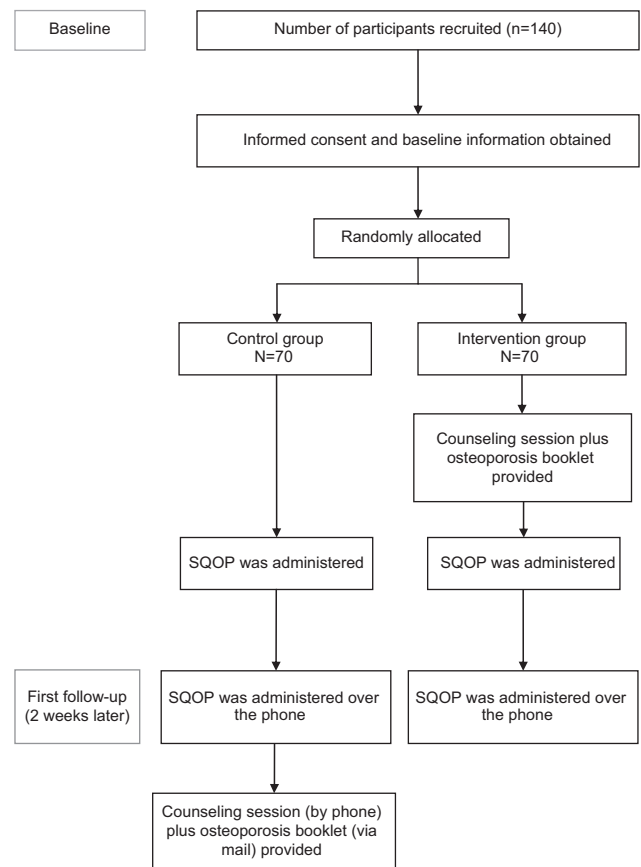 Baseline
Number of participants recruited (n=140)
Informed consent and baseline information obtained
Randomly allocated
Control group
N=70
Intervention group
N=70
Counseling session plus
osteoporosis booklet
provided
SQOP was administered
SQOP was administered
First follow-up
(2 weeks later)
SQOP was administered over
the phone
SQOP was administered over
the phone
Counseling session (by phone)
plus osteoporosis booklet (via
mail) provided